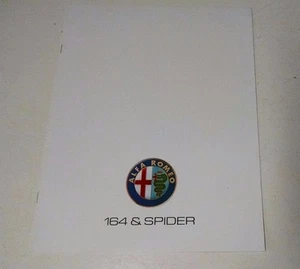 ALFA ROMEO
164 & SPIDER